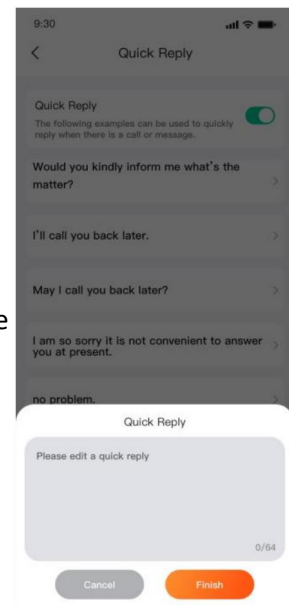 9:30
Quick Reply
Quick Reply
The following examples can be used to quickly
reply when there is a call or message.
Would you kindly inform me what's the
matter?
I'll call you back later.
May I call you back later?
e
I am so sorry it is not convenient to answer
you at present.
no problem.
Quick Reply
Please edit a quick reply
0/64
Cancel
Finish